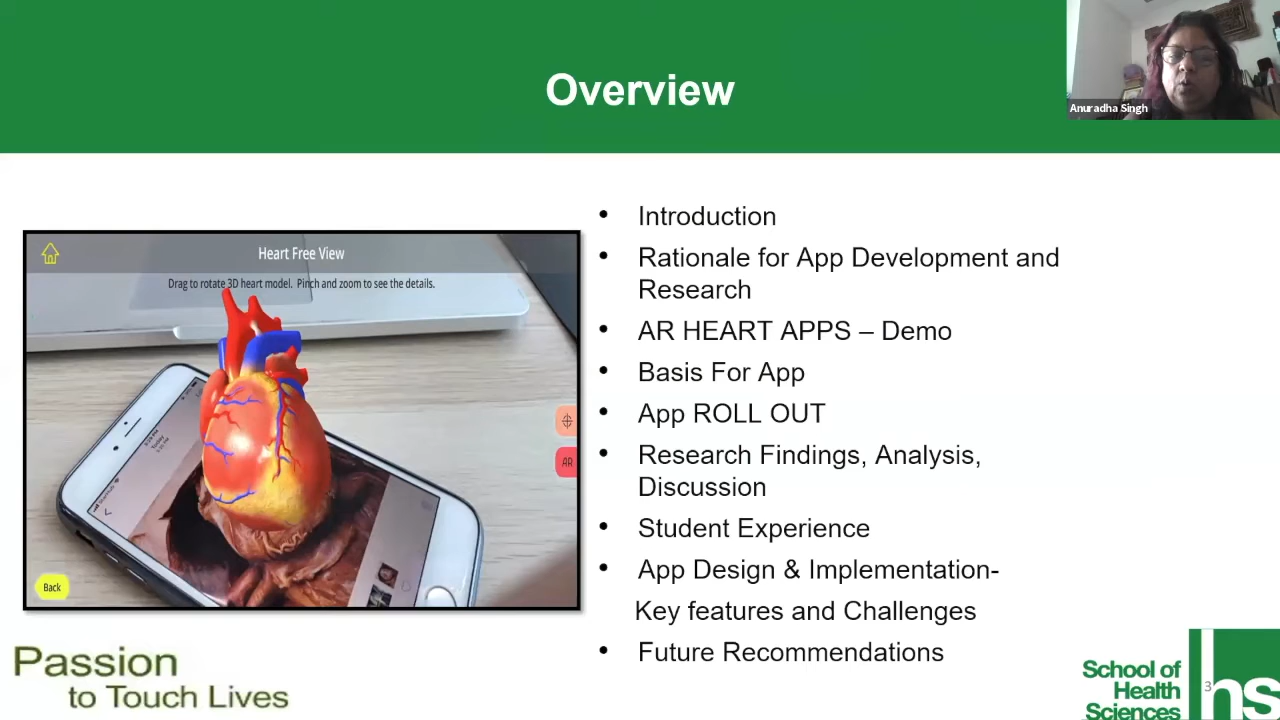 Overview
Anuradha Singh
Heart Free View
Drag to rotate 3D heart model. Pinch and zoom to see the details.
AR
Back
• Introduction
• Rationale for App Development and
Research
• AR HEART APPS – Demo
• Basis For App
• App ROLL OUT
• Research Findings, Analysis,
Discussion
• Student Experience
• App Design & Implementation-
Key features and Challenges
• Future Recommendations
Passion
to Touch Lives
School of
Health
Sciences
hs
3